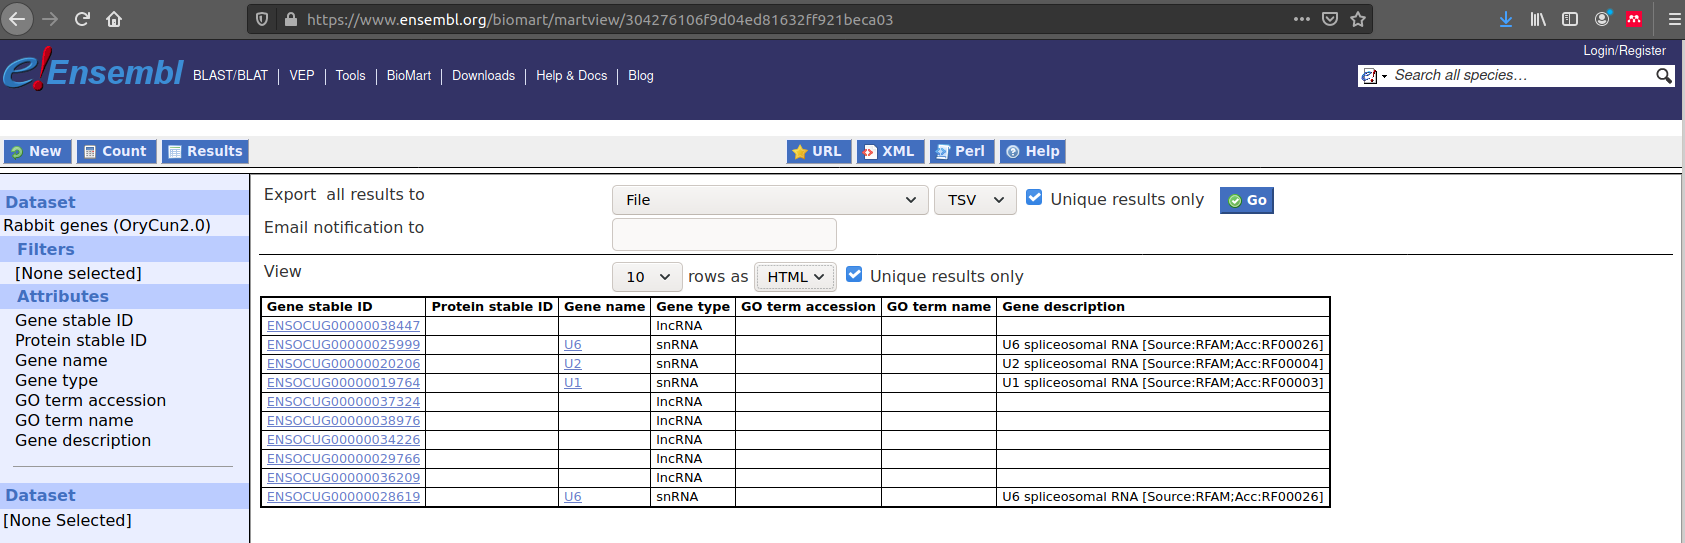 https://www.ensembl.org/biomart/martview/304276106f9d04ed81632ff921beca03
Login/Register
e!Ensembl BLAST/BLAT | VEP | Tools | BioMart | Downloads | Help & Docs | Blog
Search all species…
New Count Results URL XML Perl Help
Dataset
Rabbit genes (OryCun2.0)
Filters
[None selected]
Attributes
Gene stable ID
Protein stable ID
Gene name
Gene type
GO term accession
GO term name
Gene description
Dataset
[None Selected]
Export all results to File TSV Unique results only Go
Email notification to
View 10 rows as HTML Unique results only
Gene stable ID Protein stable ID Gene name Gene type GO term accession GO term name Gene description
ENSOCUG00000038447 lncRNA
ENSOCUG00000025999 U6 snRNA U6 spliceosomal RNA [Source:RFAM;Acc:RF00026]
ENSOCUG00000020206 U2 snRNA U2 spliceosomal RNA [Source:RFAM;Acc:RF00004]
ENSOCUG00000019764 U1 snRNA U1 spliceosomal RNA [Source:RFAM;Acc:RF00003]
ENSOCUG00000037324 lncRNA
ENSOCUG00000038976 lncRNA
ENSOCUG00000034226 lncRNA
ENSOCUG00000029766 lncRNA
ENSOCUG00000036209 lncRNA
ENSOCUG00000028619 U6 snRNA U6 spliceosomal RNA [Source:RFAM;Acc:RF00026]